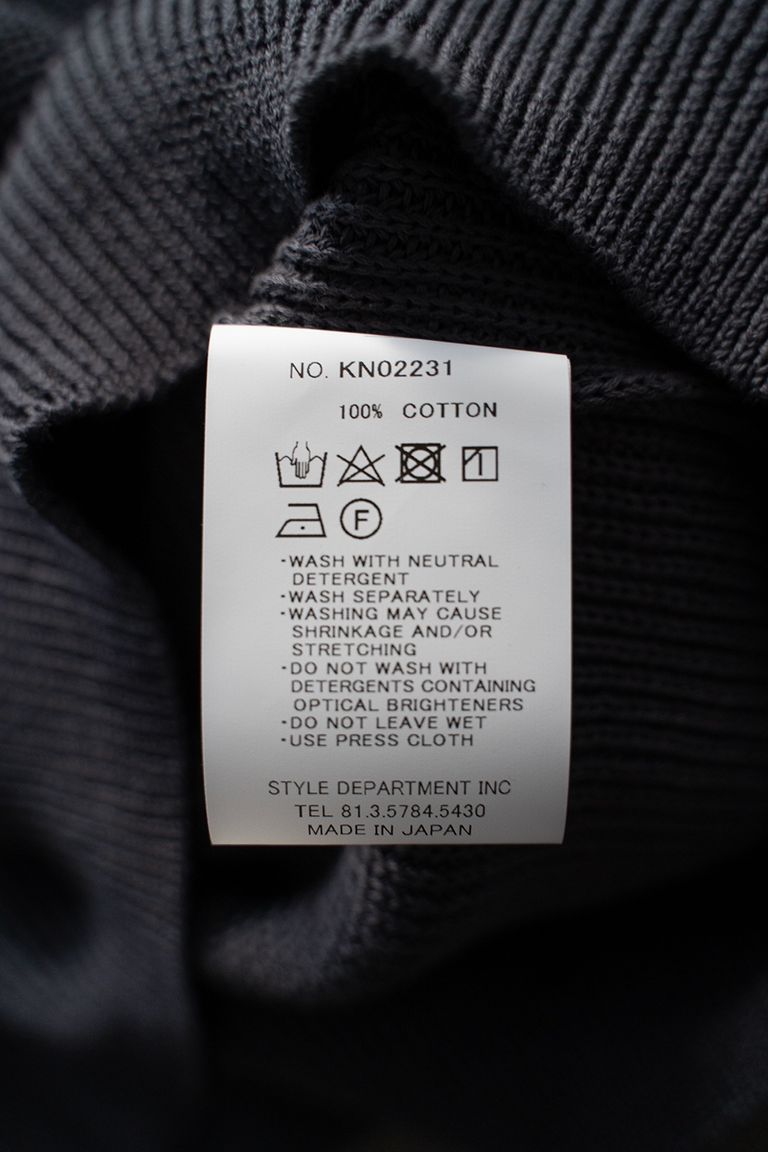 NO. KN02231
100% COTTON
F
·WASH WITH NEUTRAL
DETERGENT
·WASH SEPARATELY
·WASHING MAY CAUSE
SHRINKAGE AND/OR
STRETCHING
·DO NOT WASH WITH
DETERGENTS CONTAINING
OPTICAL BRIGHTENERS
·DO NOT LEAVE WET
·USE PRESS CLOTH
STYLE DEPARTMENT INC
TEL 81.3.5784.5430
MADE IN JAPAN